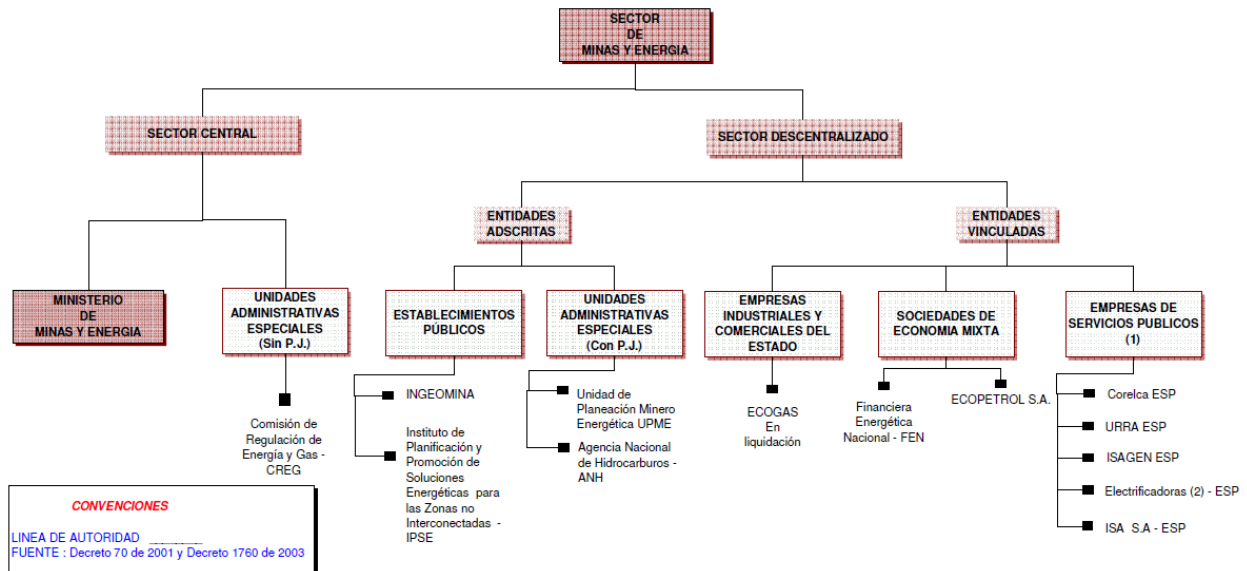 SECTOR
DE
MINAS Y ENERGIA
SECTOR CENTRAL
SECTOR DESCENTRALIZADO
ENTIDADES
ADSCRITAS
ENTIDADES
VINCULADAS
MINISTERIO
DE
MINAS Y ENERGIA
UNIDADES
ADMINISTRATIVAS
ESPECIALES
(Sin P.J.)
ESTABLECIMIENTOS
PÚBLICOS
UNIDADES
ADMINISTRATIVAS
ESPECIALES
(Con P.J.)
EMPRESAS
INDUSTRIALES Y
COMERCIALES DEL
ESTADO
SOCIEDADES DE
ECONOMIA MIXTA
EMPRESAS DE
SERVICIOS PUBLICOS
(1)
Comisión de
Regulación de
Energía y Gas -
CREG
INGEOMINA
Instituto de
Planificación y
Promoción de
Soluciones
Energéticas para
las Zonas no
Interconectadas -
IPSE
Unidad de
Planeación Minero
Energética UPME
Agencia Nacional
de Hidrocarburos -
ANH
ECOGAS
En
liquidación
Financiera
Energética
Nacional - FEN
ECOPETROL S.A.
Corelca ESP
URRA ESP
ISAGEN ESP
Electrificadoras (2) - ESP
ISA S.A - ESP
CONVENCIONES
LINEA DE AUTORIDAD ________
FUENTE : Decreto 70 de 2001 y Decreto 1760 de 2003